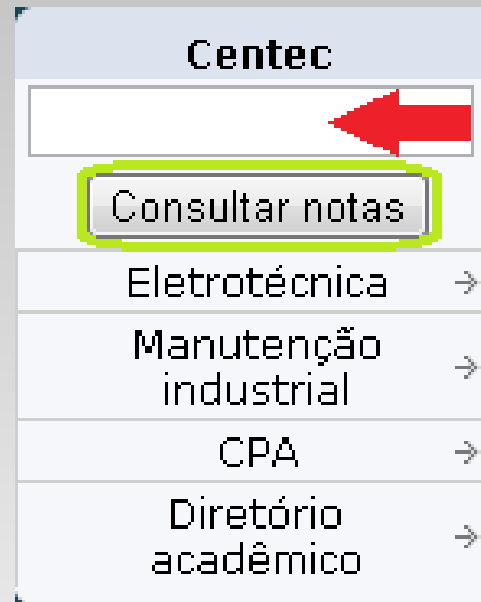 Centec
Consultar notas
Eletrotécnica
Manutenção
industrial
CPA
Diretório
acadêmico